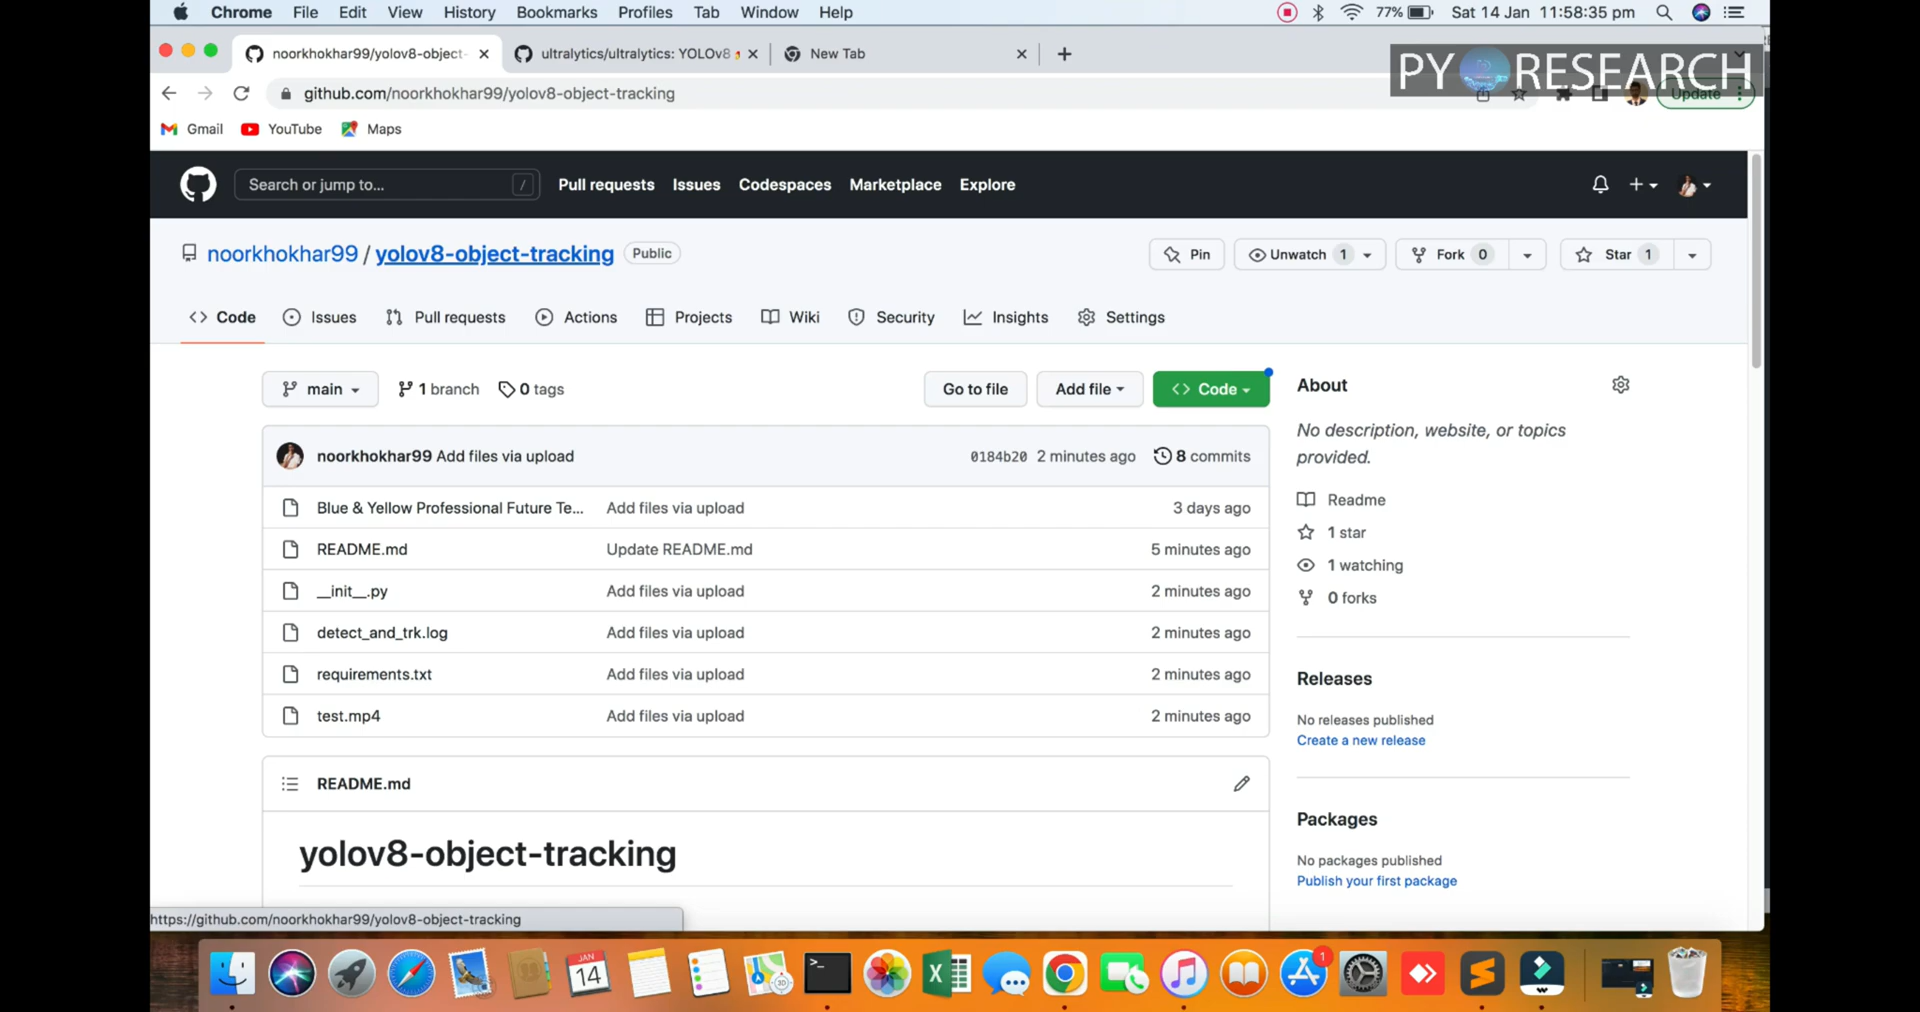 Chrome File Edit View History Bookmarks Profiles Tab Window Help 77% Sat 14 Jan 11:58:35 pm
noorkhokhar99/yolov8-object- ultralytics/ultralytics: YOLOv8 New Tab
PY RESEARCH
github.com/noorkhokhar99/yolov8-object-tracking Update
Gmail YouTube Maps
Search or jump to... / Pull requests Issues Codespaces Marketplace Explore
noorkhokhar99 / yolov8-object-tracking Public Pin Unwatch 1 Fork 0 Star 1
Code Issues Pull requests Actions Projects Wiki Security Insights Settings
main 1 branch 0 tags Go to file Add file Code
About
noorkhokhar99 Add files via upload 0184b20 2 minutes ago 8 commits
Blue & Yellow Professional Future Te... Add files via upload 3 days ago
README.md Update README.md 5 minutes ago
__init__.py Add files via upload 2 minutes ago
detect_and_trk.log Add files via upload 2 minutes ago
requirements.txt Add files via upload 2 minutes ago
test.mp4 Add files via upload 2 minutes ago
No description, website, or topics
provided.
Readme
1 star
1 watching
0 forks
Releases
No releases published
Create a new release
Packages
No packages published
Publish your first package
README.md
yolov8-object-tracking
https://github.com/noorkhokhar99/yolov8-object-tracking
JAN
14
3D
1